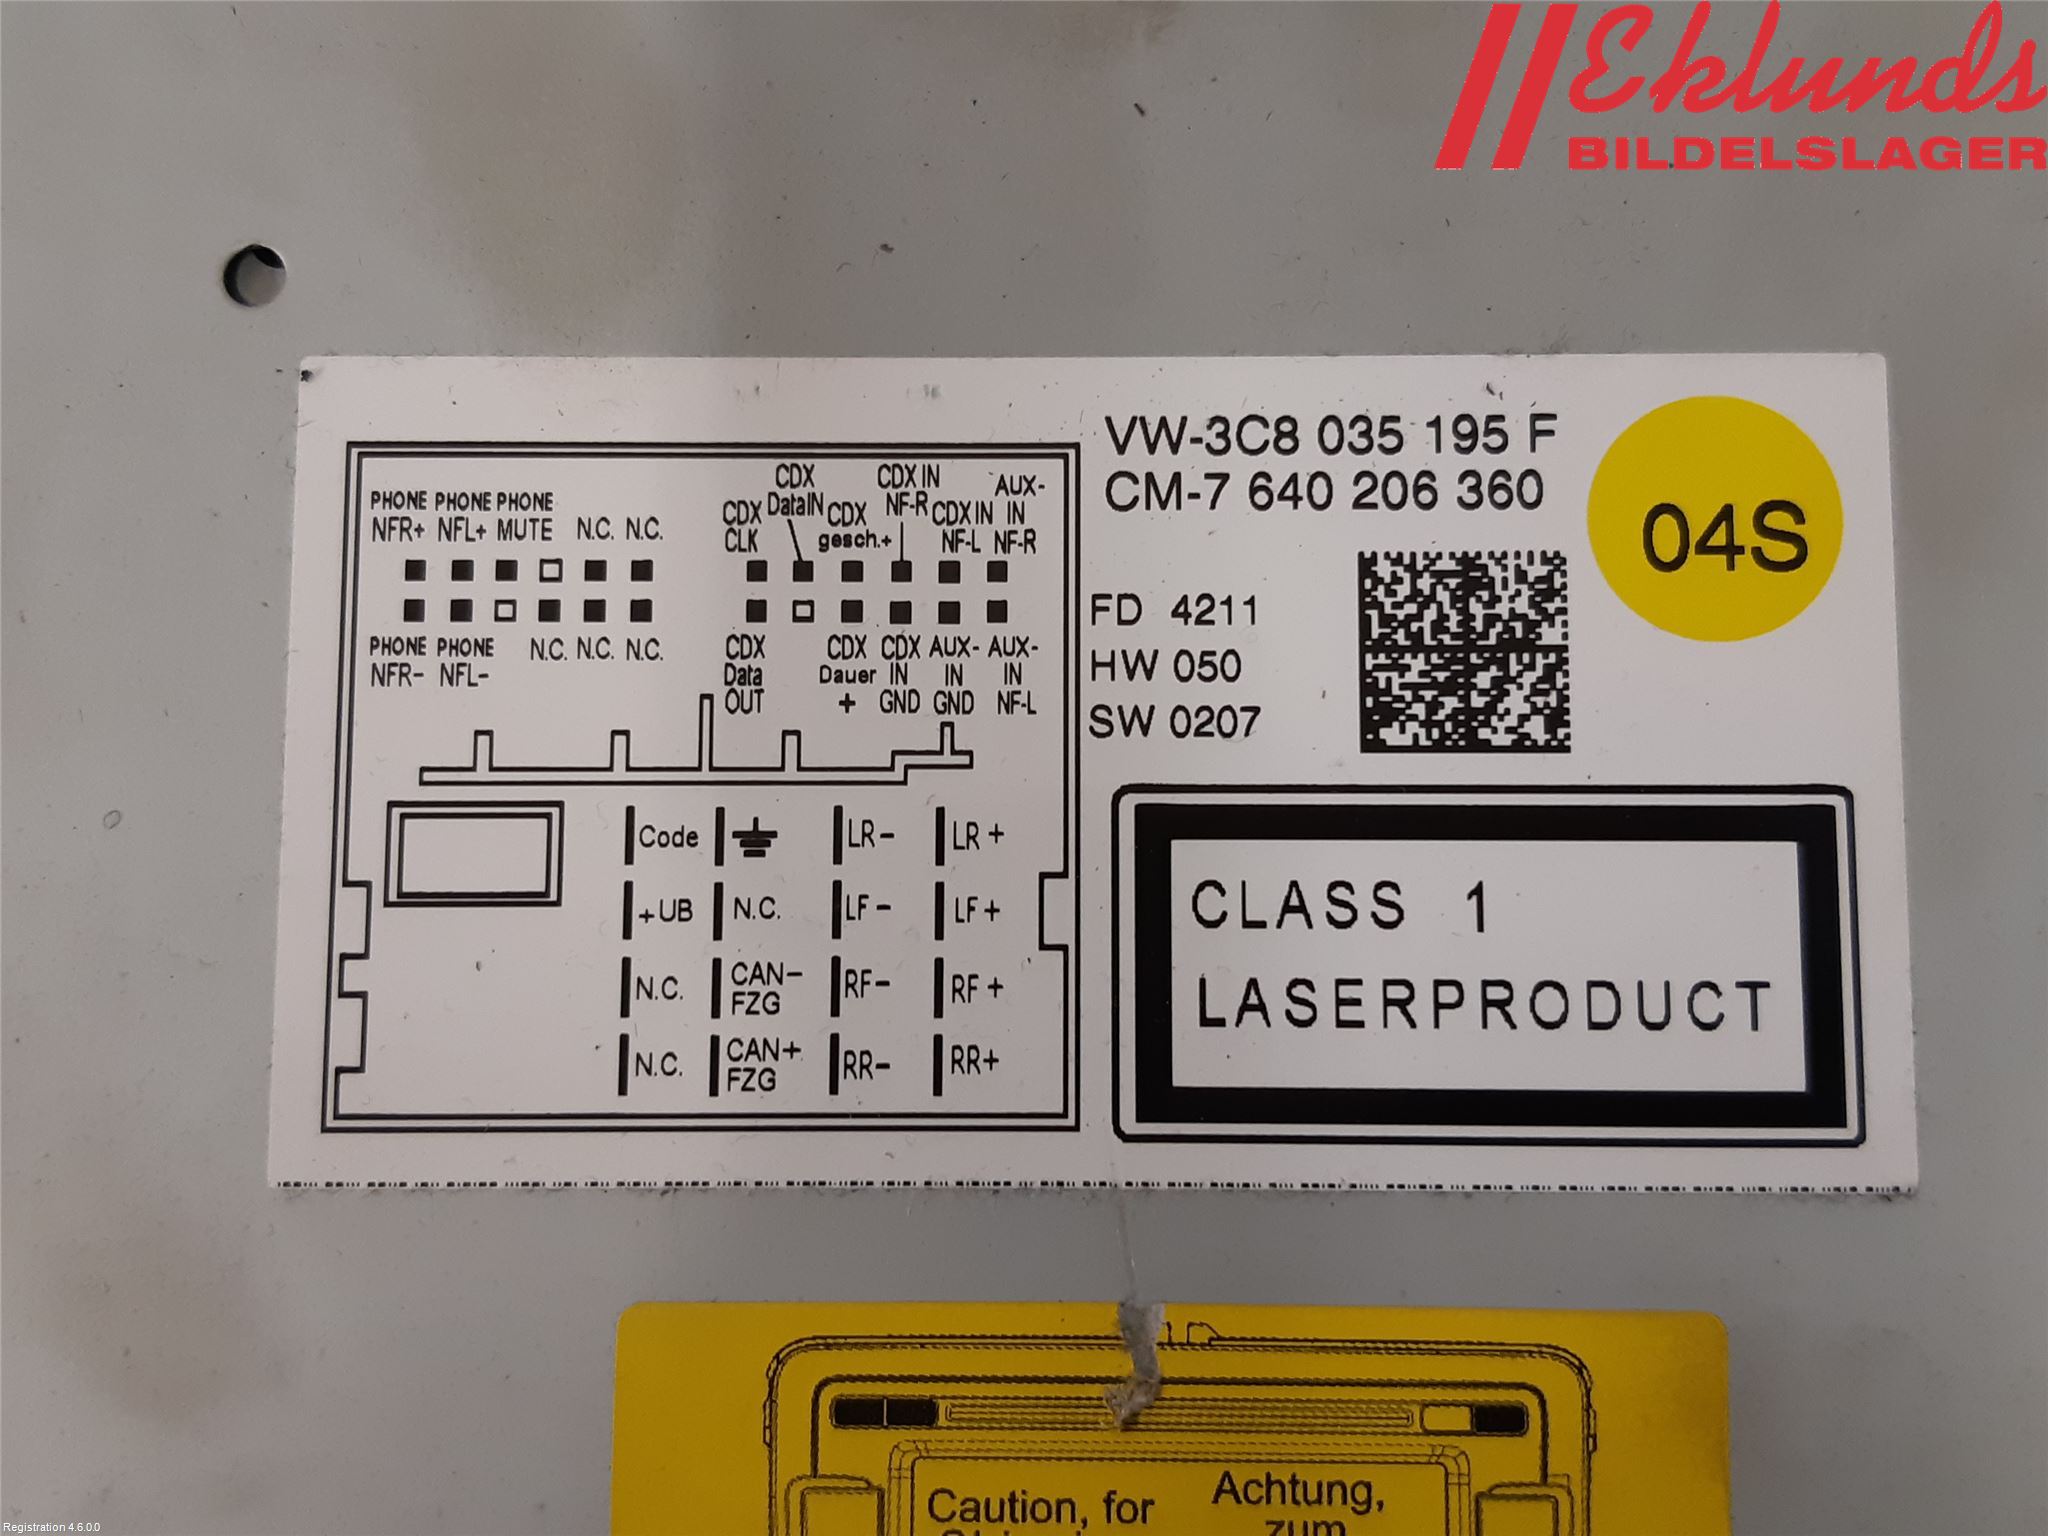 Eklunds
BILDELSLAGER
VW-3C8 035 195 F
CM-7 640 206 360
04S
FD 4211
HW 050
SW 0207
CLASS 1
LASERPRODUCT
PHONE PHONE PHONE
NFR+ NFL+ MUTE N.C. N.C.
PHONE PHONE
NFR- NFL- N.C. N.C. N.C.
CDX CLK
CDX DataIN
CDX gesch.+
CDX IN NF-R
CDX IN NF-L
AUX-IN NF-R
CDX Data OUT
CDX Dauer +
CDX IN GND
AUX-IN GND
AUX-IN NF-L
Code LR- LR+
+UB N.C. LF- LF+
N.C. CAN- FZG RF- RF+
N.C. CAN+ FZG RR- RR+
Caution, for
Achtung,
zum
Registration 4.6.0.0